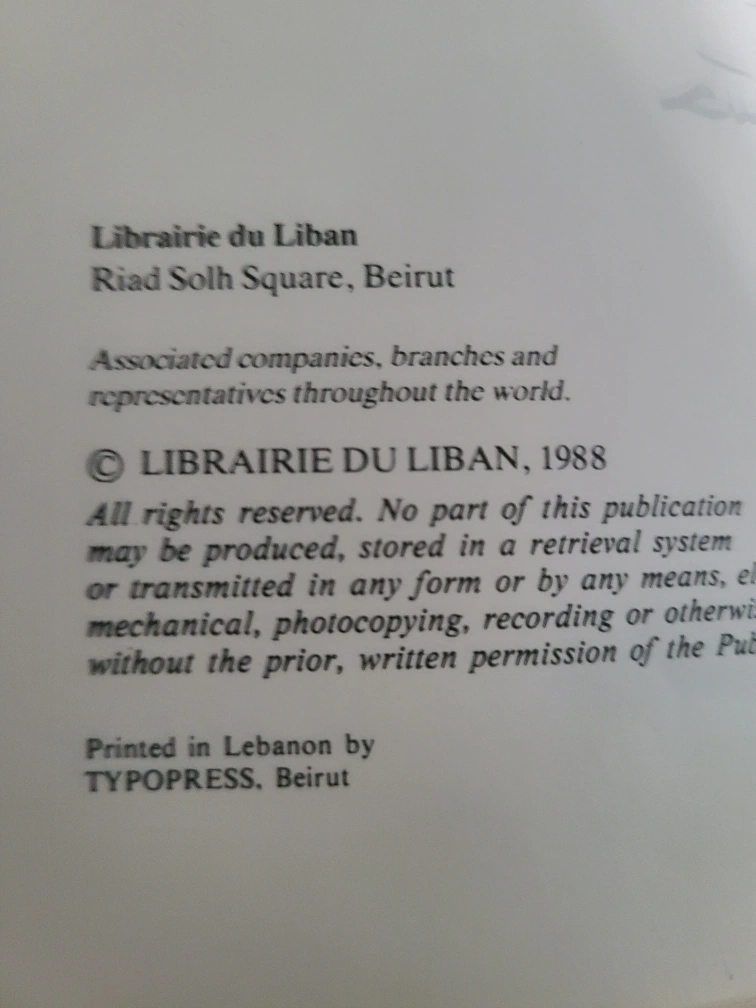 Librairie du Liban
Riad Solh Square, Beirut
Associated companies, branches and
representatives throughout the world.
© LIBRAIRIE DU LIBAN, 1988
All rights reserved. No part of this publication
may be produced, stored in a retrieval system
or transmitted in any form or by any means,
mechanical, photocopying, recording or
without the prior, written permission of the
Printed in Lebanon by
TYPOPRESS, Beirut